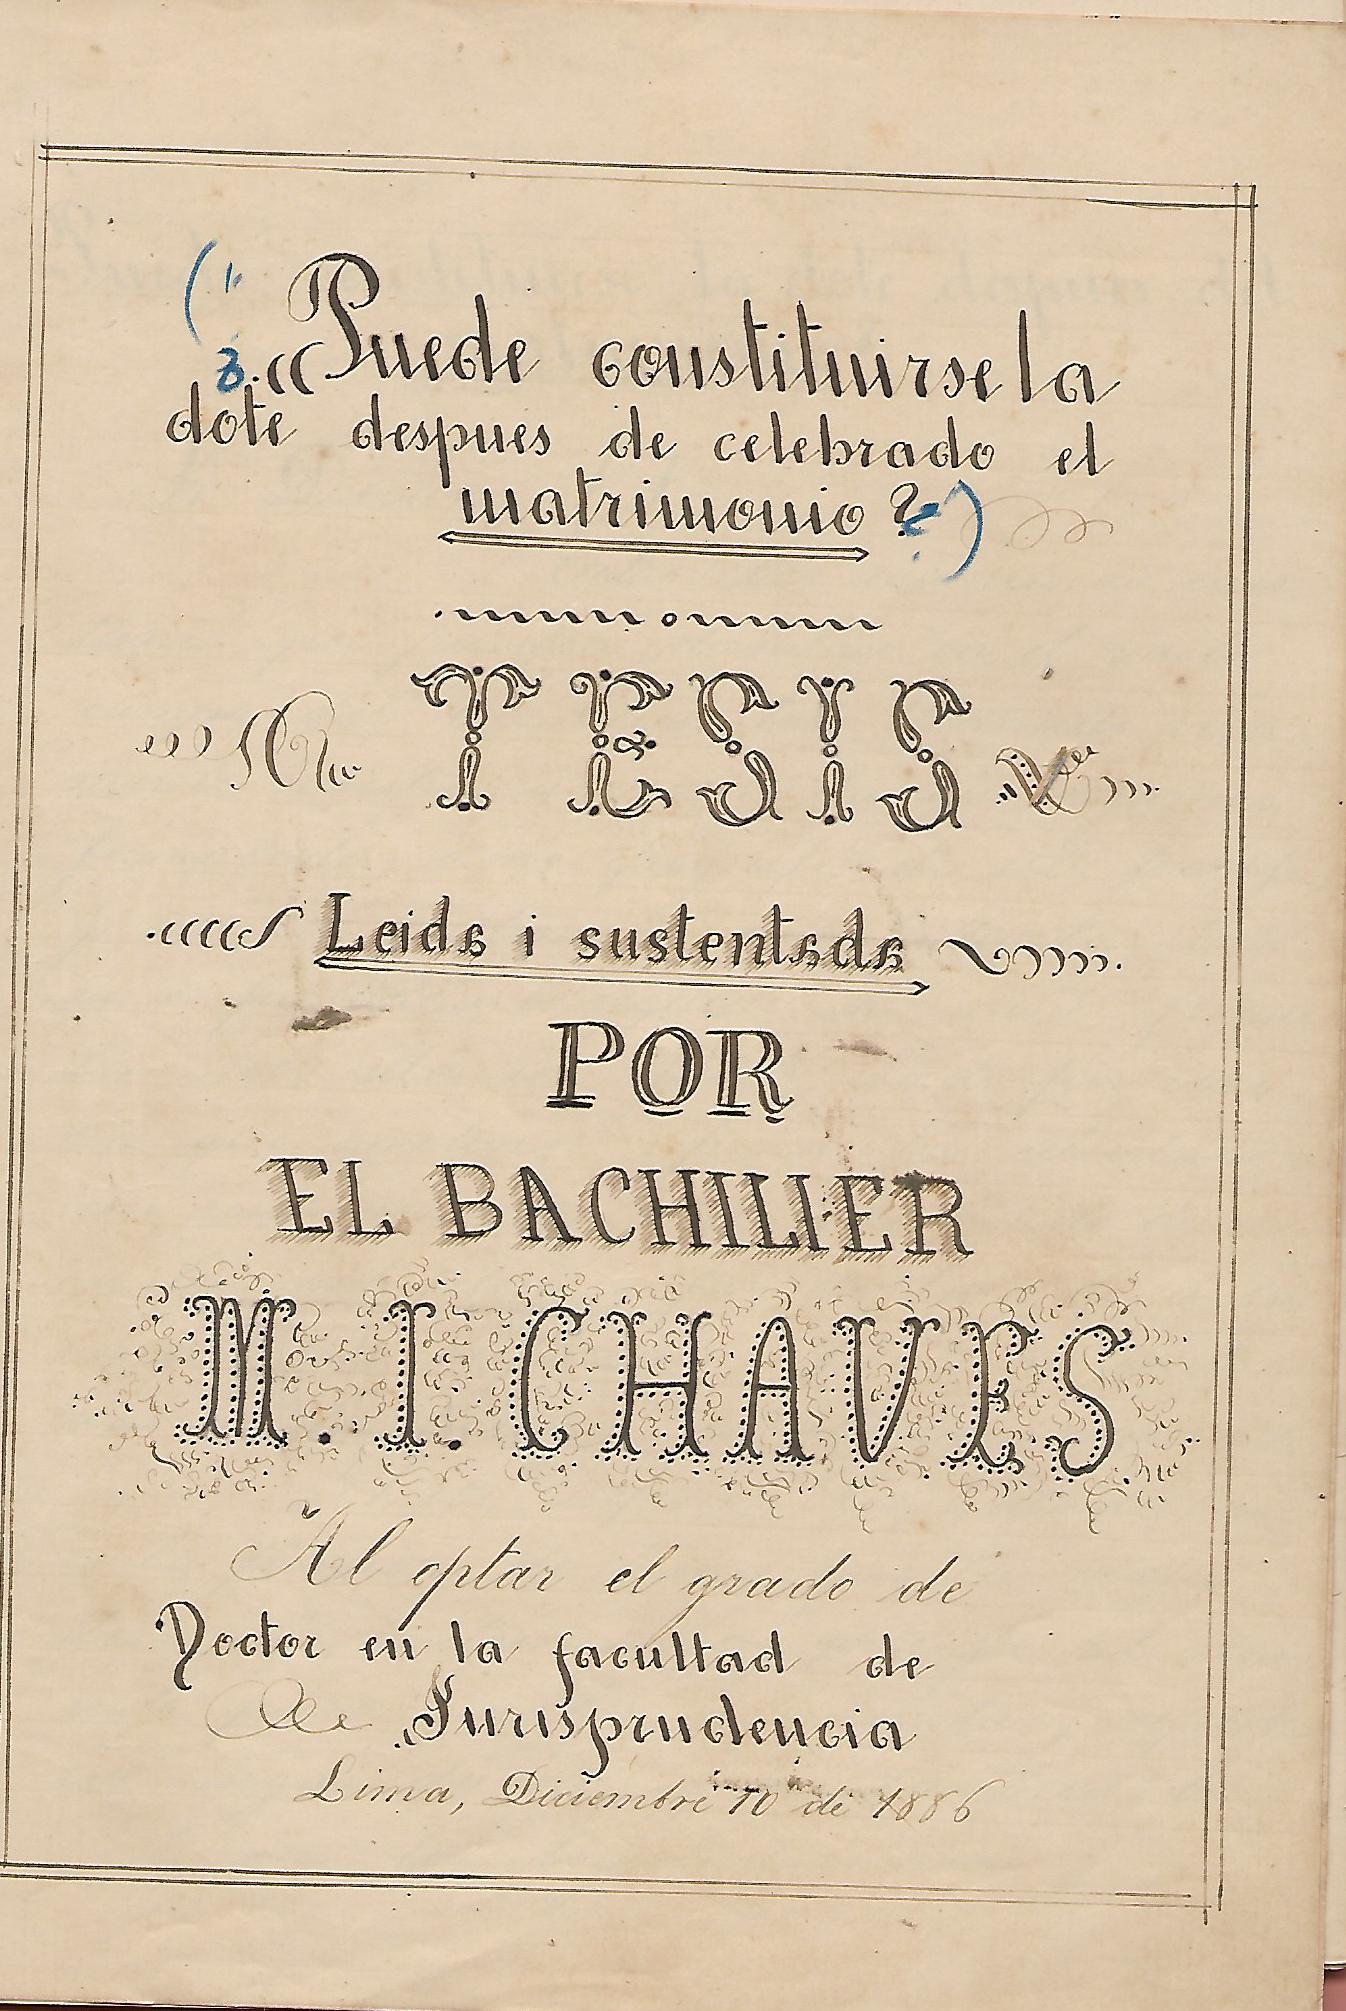 ¿Puede constituirse la
dote despues de celebrado el
matrimonio?
TESIS
Leida i sustentada
POR
EL BACHILLER
M. I. CHAVES
Al optar el grado de
Doctor en la facultad de
Jurisprudencia
Lima, Diciembre 10 de 1886